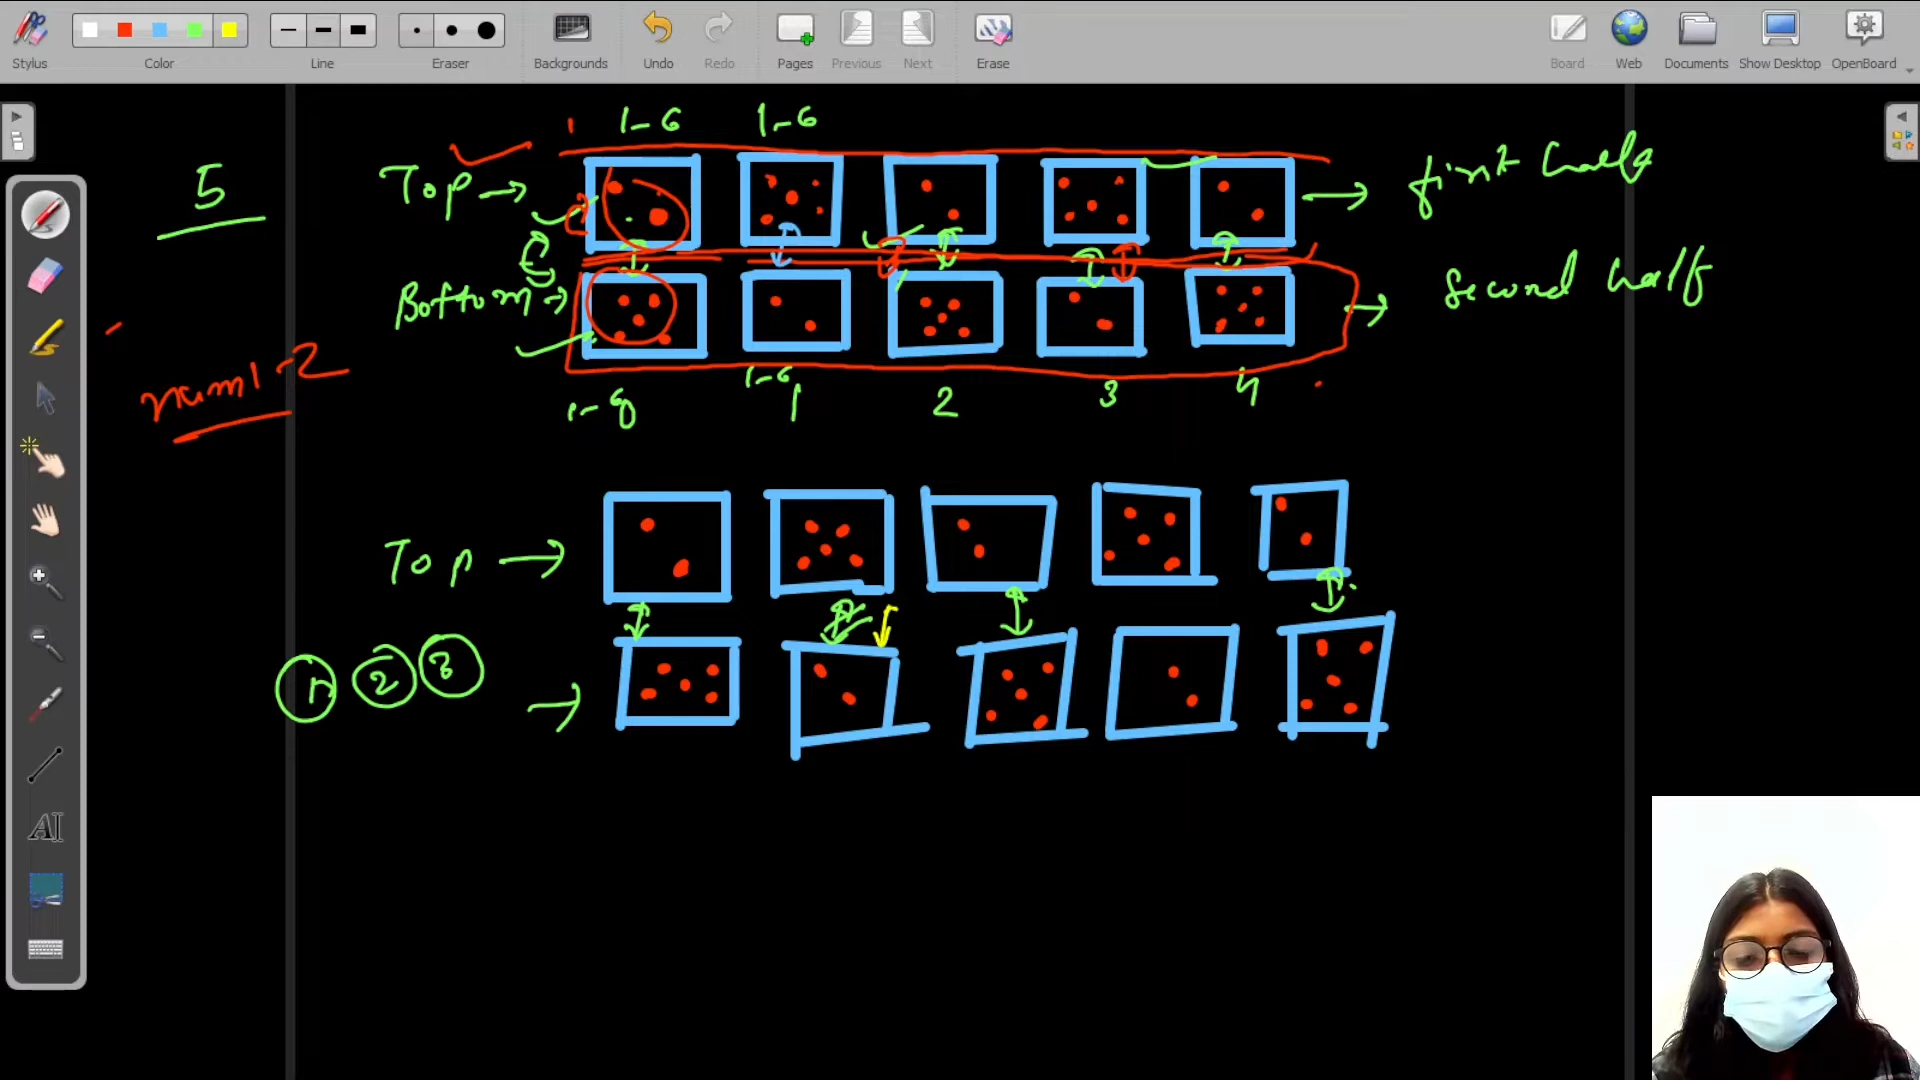 Stylus
Color
Line
Eraser
Backgrounds
Undo
Redo
Pages
Previous
Next
Erase
Board
Web
Documents
Show Desktop
OpenBoard
1-6 1-6
5
Top →
→ first half
Bottom →
→ second half
num1-2
1-6
1 2 3 4
Top →
1 2 3 →
AI